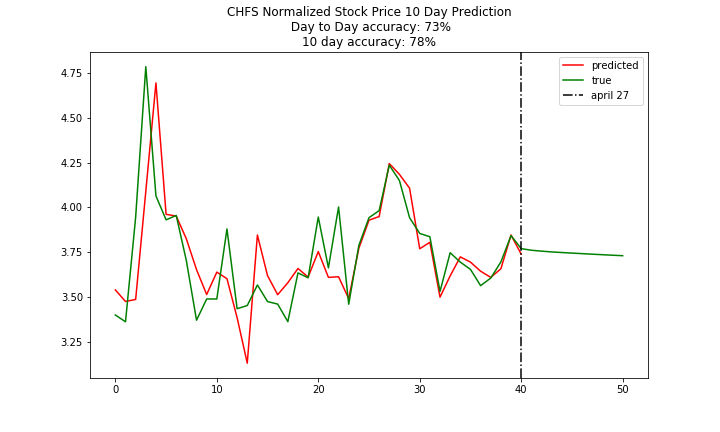 CHFS Normalized Stock Price 10 Day Prediction
Day to Day accuracy: 73%
10 day accuracy: 78%
predicted
true
april 27
4.75
4.50
4.25
4.00
3.75
3.50
3.25
0 10 20 30 40 50